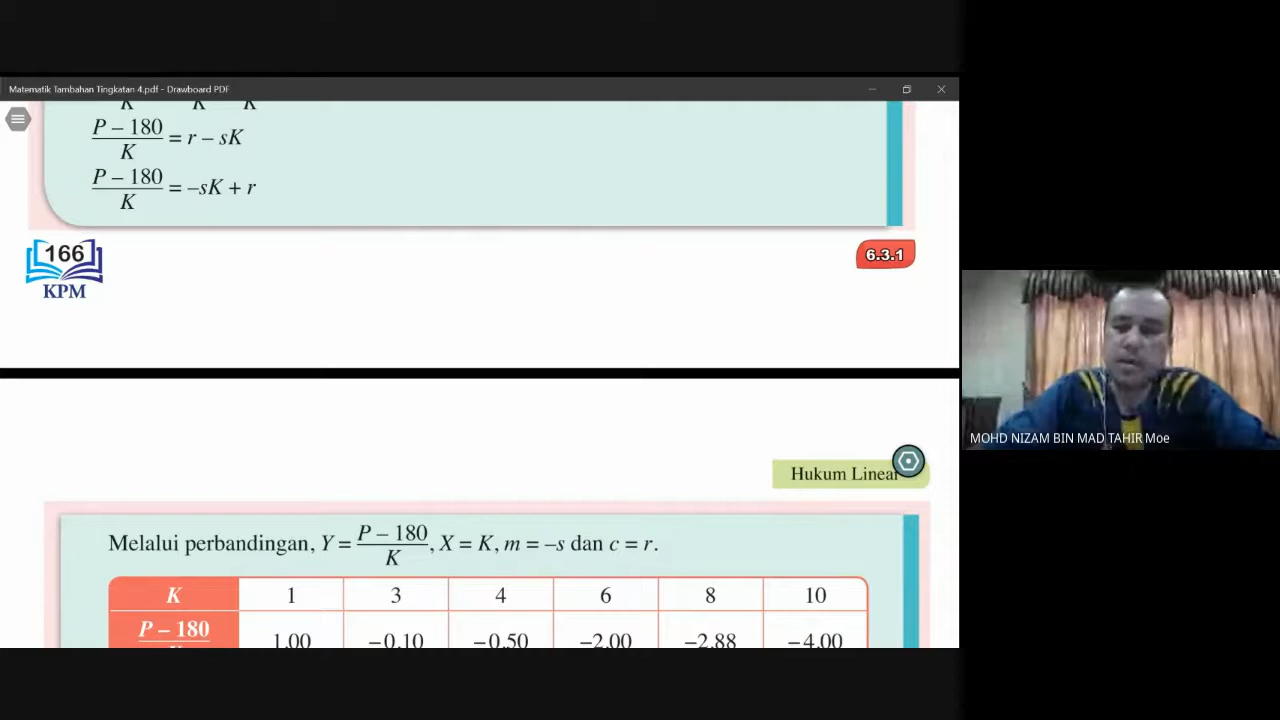 Matematik Tambahan Tingkatan 4.pdf - Drawboard PDF
K K K
P – 180 / K = r – sK
P – 180 / K = –sK + r
166
KPM
6.3.1
Hukum Linear
Melalui perbandingan, Y = P – 180 / K, X = K, m = –s dan c = r.
K 1 3 4 6 8 10
P – 180 1.00 –0.10 –0.50 –2.00 –2.88 –4.00
MOHD NIZAM BIN MAD TAHIR Moe